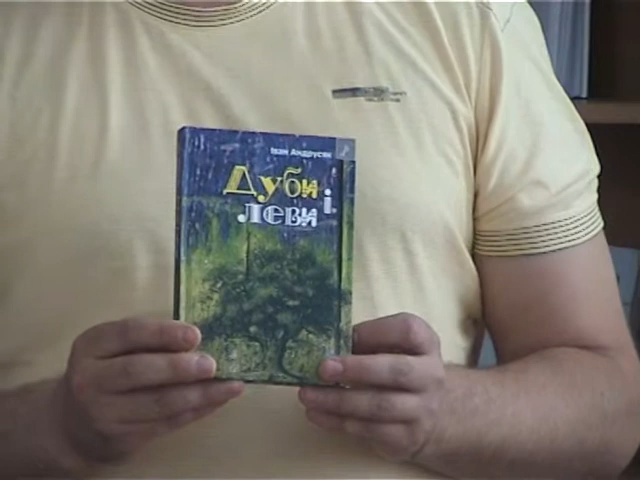 Іван Андрусяк
Дуби і
леви